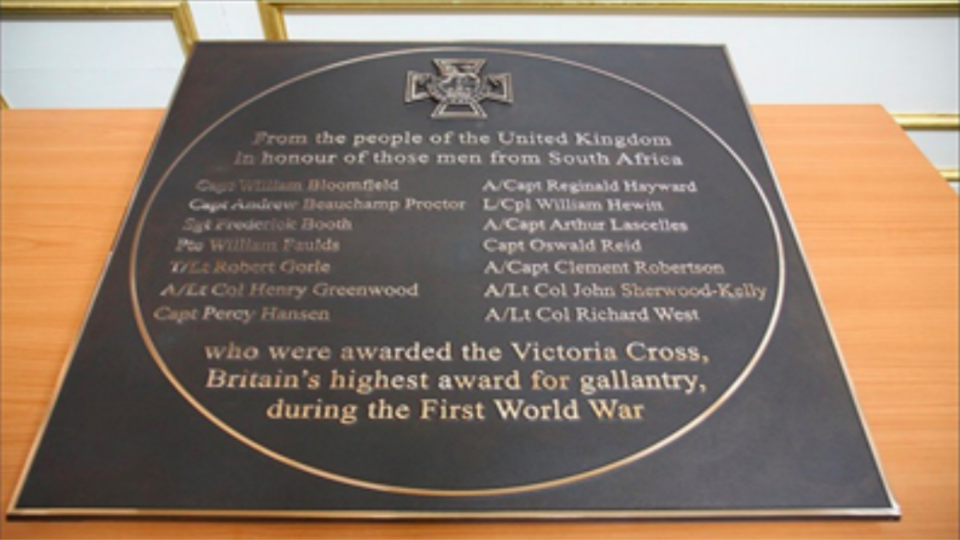 From the people of the United Kingdom
in honour of those men from South Africa
Capt William Bloomfield
Capt Andrew Beauchamp Proctor
Sgt Frederick Booth
Pte William Faulds
T/Lt Robert Gorle
A/Lt Col Henry Greenwood
Capt Percy Hansen
A/Capt Reginald Hayward
L/Cpl William Hewitt
A/Capt Arthur Lascelles
Capt Oswald Reid
A/Capt Clement Robertson
A/Lt Col John Sherwood-Kelly
A/Lt Col Richard West
who were awarded the Victoria Cross,
Britain's highest award for gallantry,
during the First World War